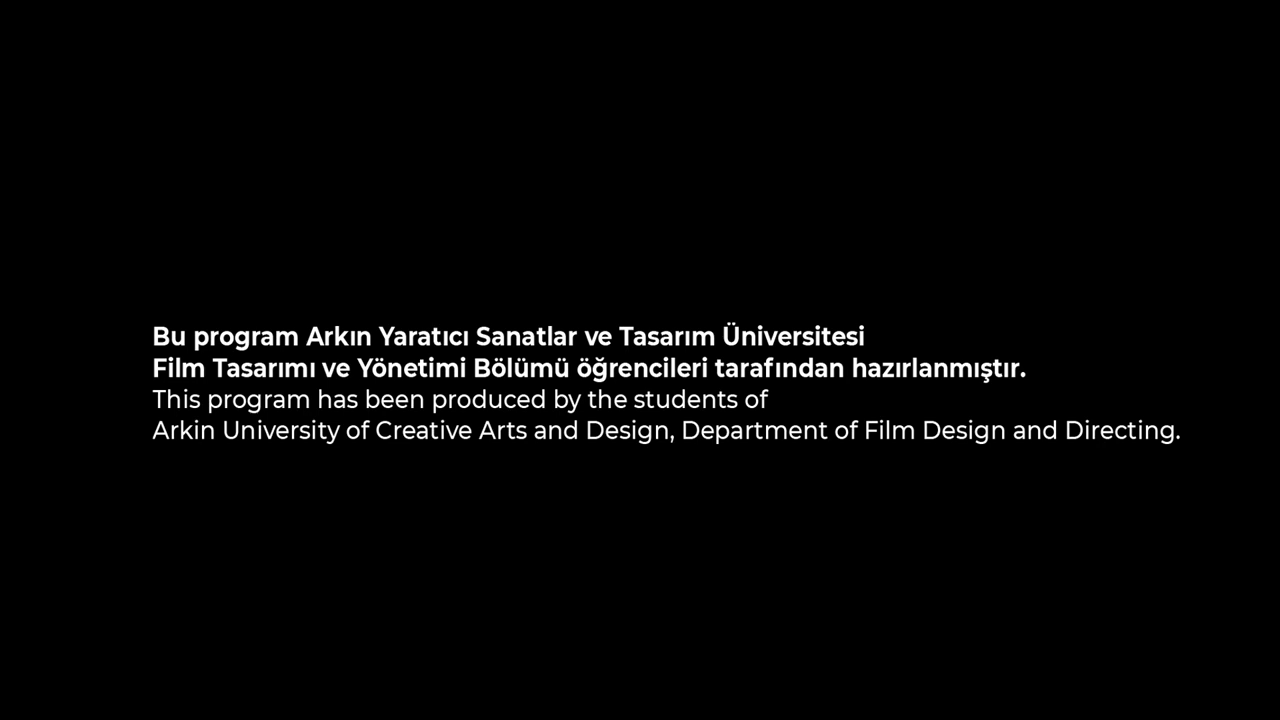 Bu program Arkın Yaratıcı Sanatlar ve Tasarım Üniversitesi
Film Tasarımı ve Yönetimi Bölümü öğrencileri tarafından hazırlanmıştır.
This program has been produced by the students of
Arkin University of Creative Arts and Design, Department of Film Design and Directing.